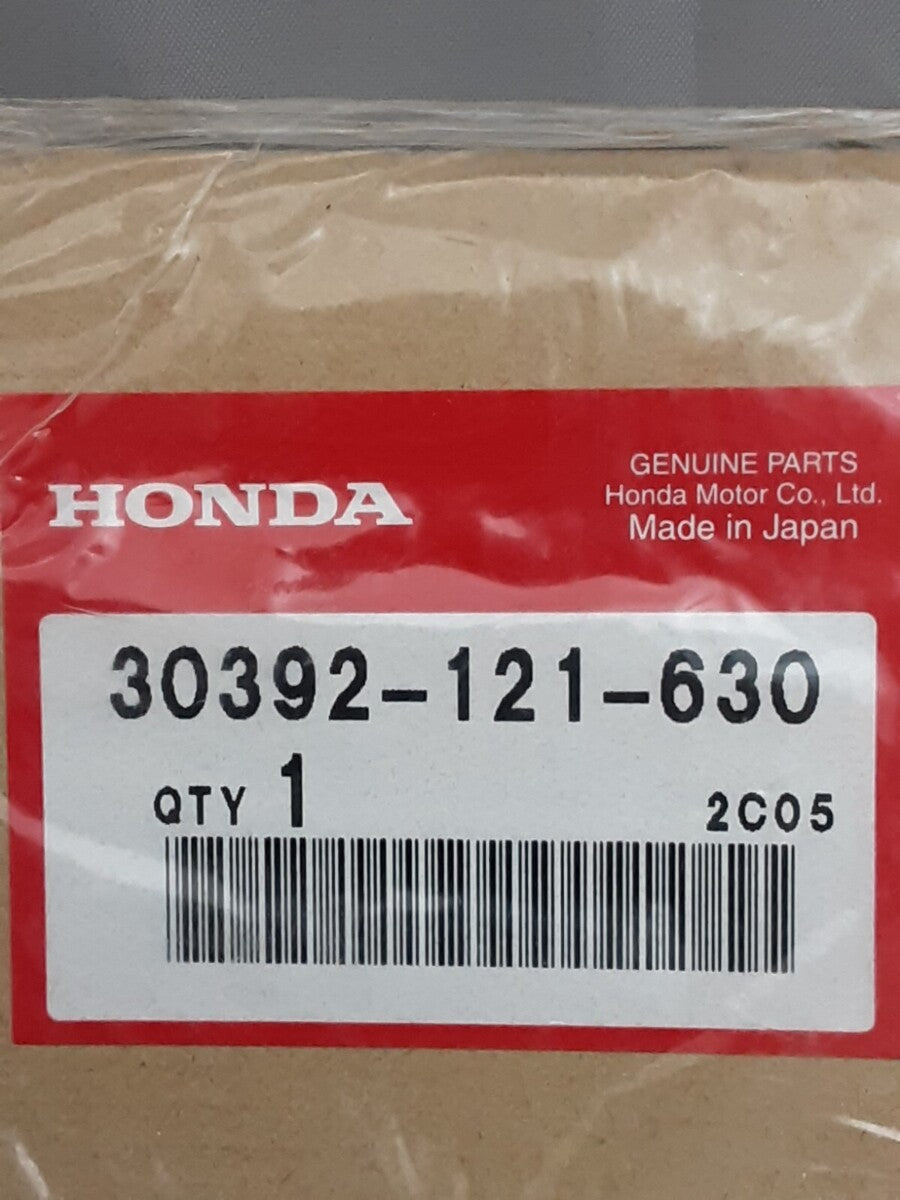 HONDA
GENUINE PARTS
Honda Motor Co., Ltd.
Made in Japan
30392-121-630
QTY 1
2C05